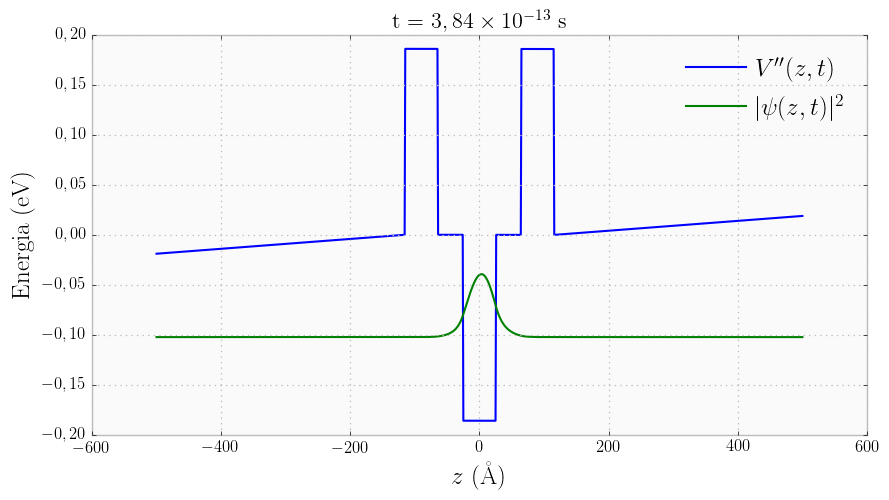 t = 3,84 × 10⁻¹³ s
V″(z, t)
|ψ(z, t)|²
Energia (eV)
0,20
0,15
0,10
0,05
0,00
−0,05
−0,10
−0,15
−0,20
−600 −400 −200 0 200 400 600
z (Å)